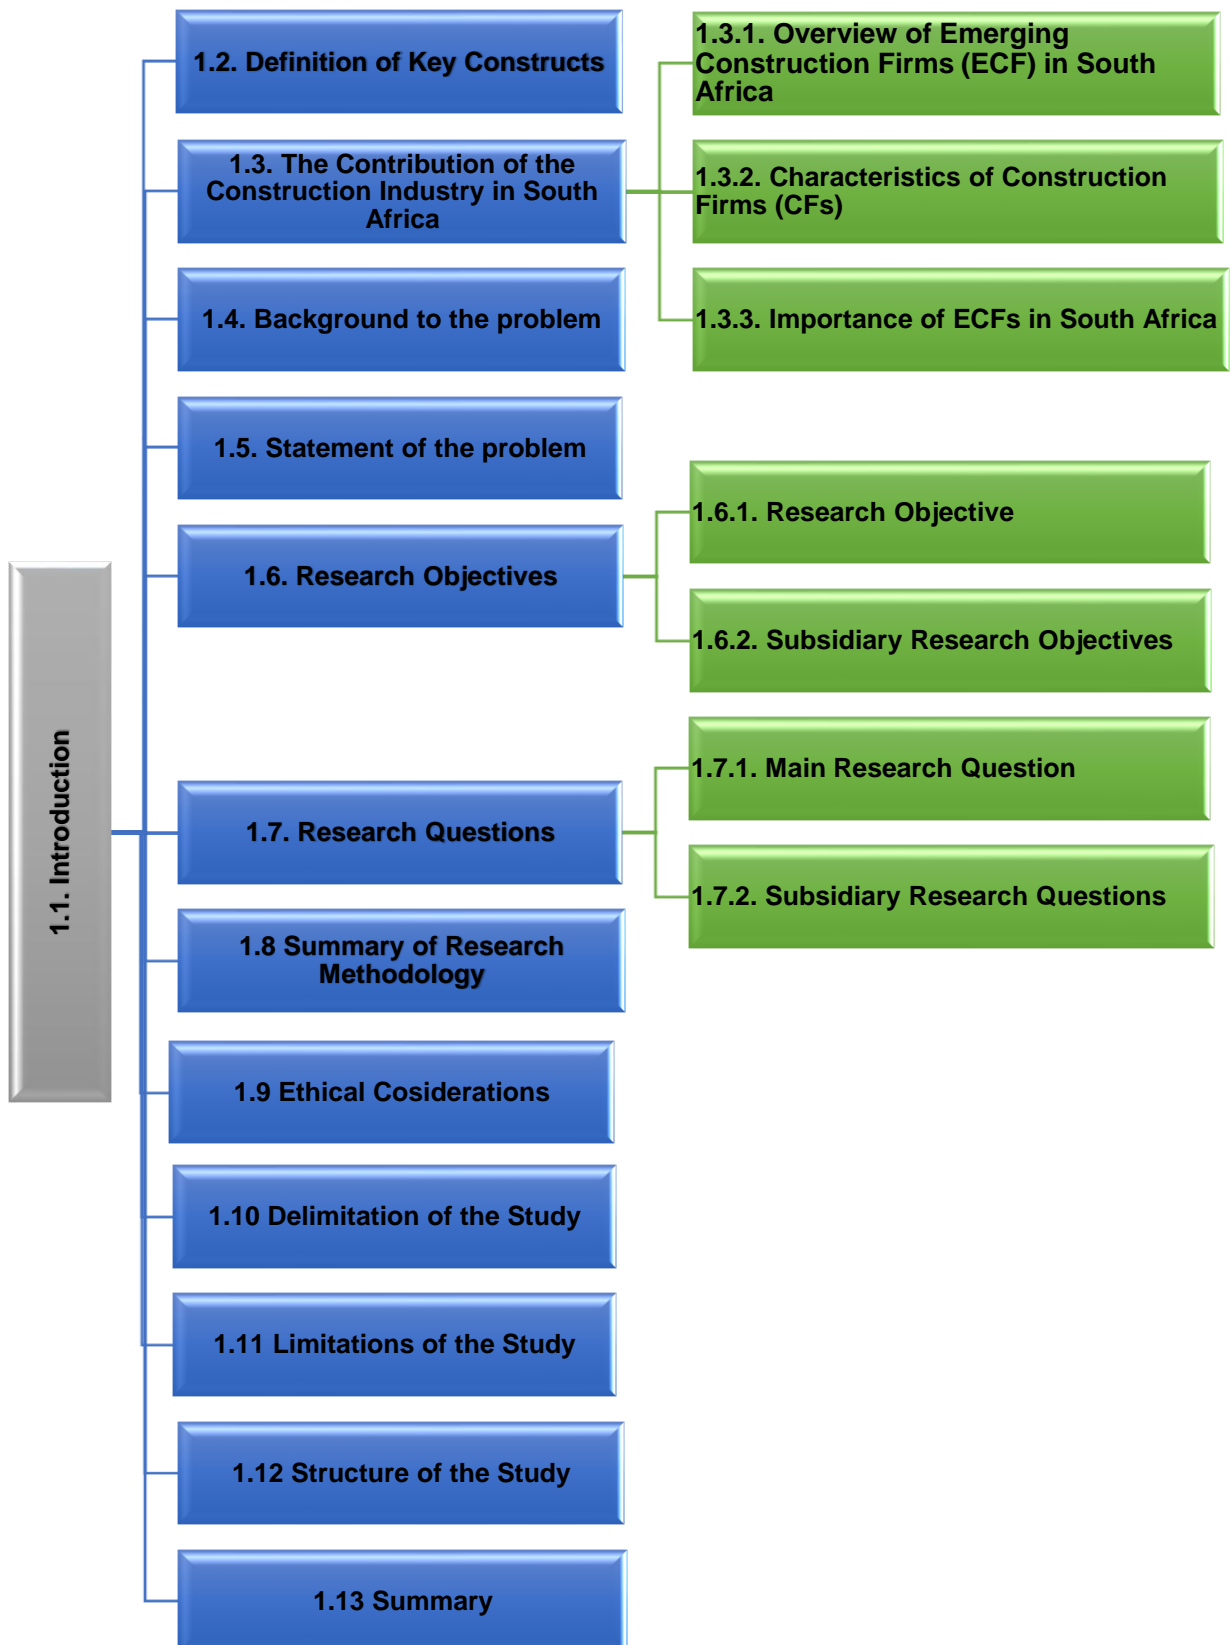 1.1. Introduction
1.2. Definition of Key Constructs
1.3. The Contribution of the
Construction Industry in South
Africa
1.3.1. Overview of Emerging
Construction Firms (ECF) in South
Africa
1.3.2. Characteristics of Construction
Firms (CFs)
1.3.3. Importance of ECFs in South Africa
1.4. Background to the problem
1.5. Statement of the problem
1.6. Research Objectives
1.6.1. Research Objective
1.6.2. Subsidiary Research Objectives
1.7. Research Questions
1.7.1. Main Research Question
1.7.2. Subsidiary Research Questions
1.8 Summary of Research
Methodology
1.9 Ethical Cosiderations
1.10 Delimitation of the Study
1.11 Limitations of the Study
1.12 Structure of the Study
1.13 Summary